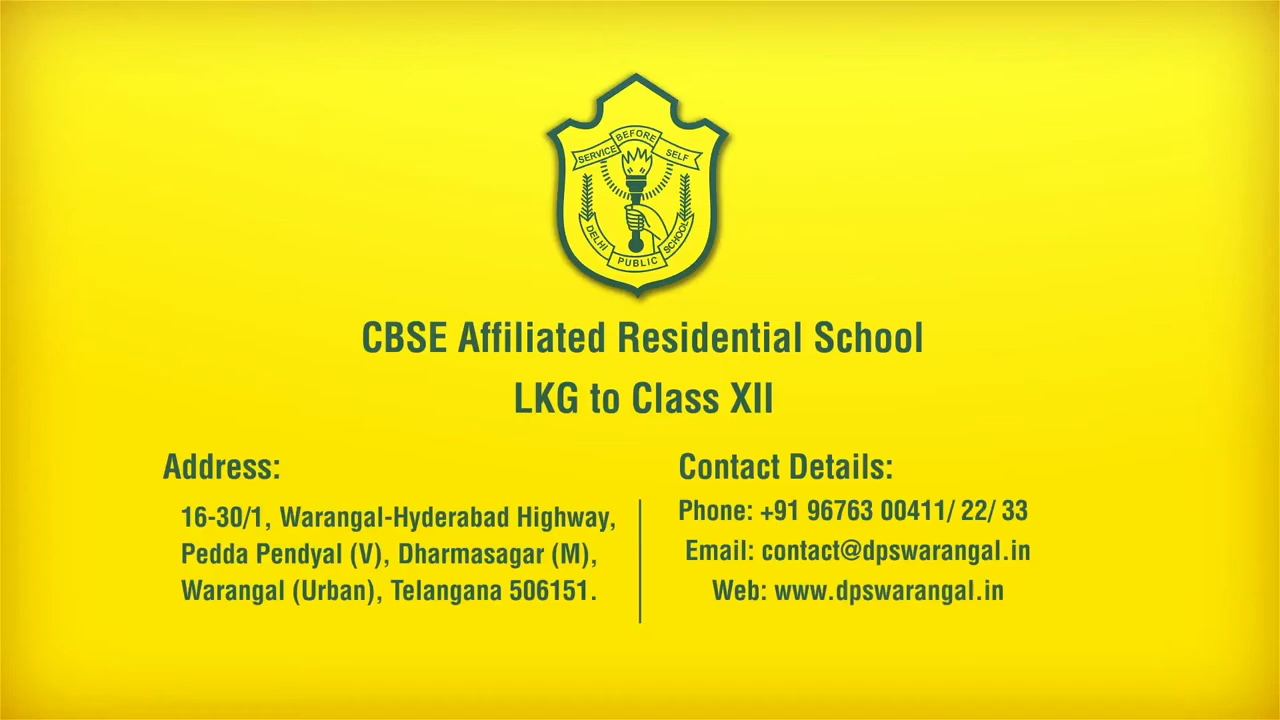 SERVICE BEFORE SELF
DELHI PUBLIC SCHOOL
CBSE Affiliated Residential School
LKG to Class XII
Address:
16-30/1, Warangal-Hyderabad Highway,
Pedda Pendyal (V), Dharmasagar (M),
Warangal (Urban), Telangana 506151.
Contact Details:
Phone: +91 96763 00411/ 22/ 33
Email: contact@dpswarangal.in
Web: www.dpswarangal.in